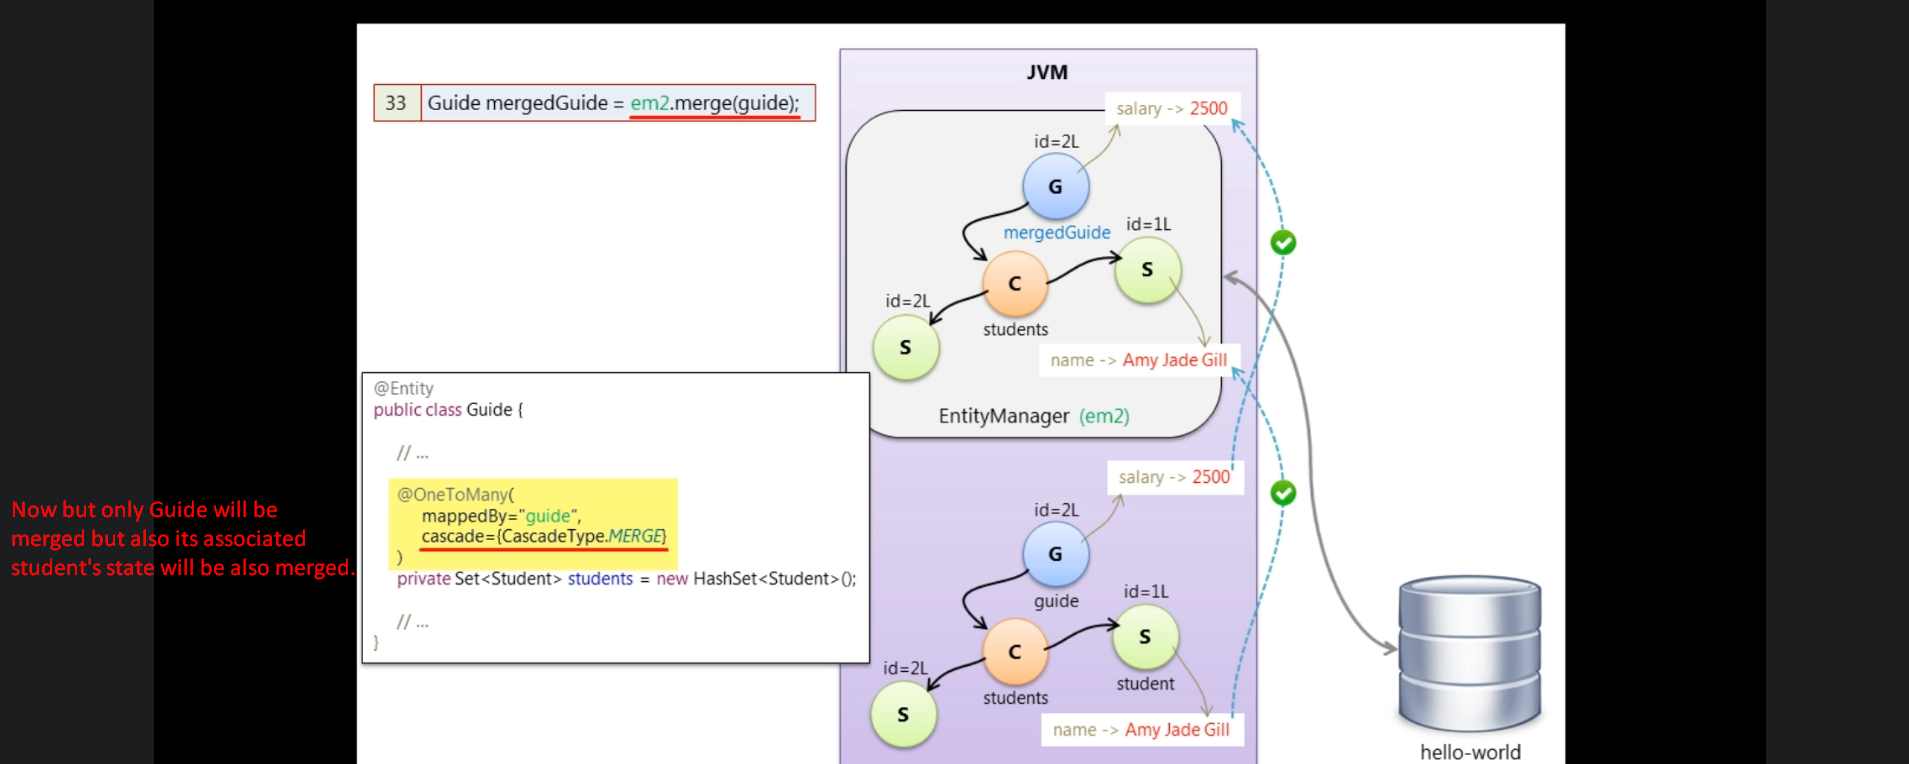 JVM
33 Guide mergedGuide = em2.merge(guide);
salary -> 2500
id=2L
G
mergedGuide
id=1L
S
C
students
id=2L
S
name -> Amy Jade Gill
EntityManager (em2)
@Entity
public class Guide {
// ...
@OneToMany(
mappedBy="guide",
cascade={CascadeType.MERGE}
)
private Set<Student> students = new HashSet<Student>();
// ...
}
Now but only Guide will be
merged but also its associated
student's state will be also merged.
salary -> 2500
id=2L
G
guide
id=1L
S
student
C
students
id=2L
S
name -> Amy Jade Gill
hello-world